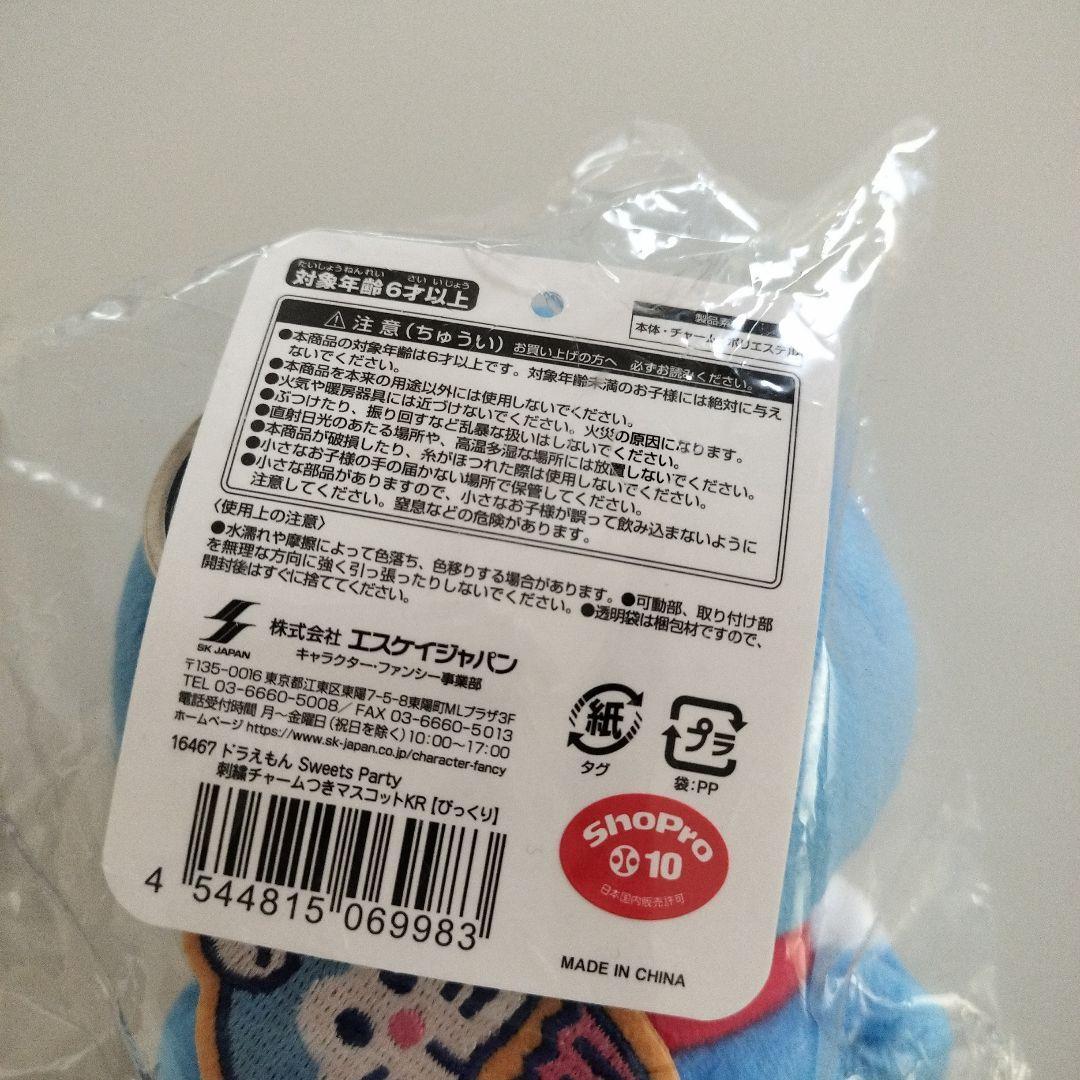 たいしょうねんれい さい いじょう
対象年齢6才以上
製品素
本体・チャーム ポリエステル
⚠注意(ちゅうい) お買い上げの方へ 必ずお読みください。
●本商品の対象年齢は6才以上です。対象年齢未満のお子様には絶対に与え
ないでください。
●本商品を本来の用途以外には使用しないでください。
●火気や暖房器具には近づけないでください。火災の原因になります。
●ぶつけたり、振り回すなど乱暴な扱いはしないでください。
●直射日光のあたる場所や、高温多湿な場所には放置しないでください。
●本商品が破損したり、糸がほつれた際は使用しないでください。
●小さなお子様の手の届かない場所で保管してください。
●小さな部品がありますので、小さなお子様が誤って飲み込まないように
注意してください。窒息などの危険があります。
〈使用上の注意〉
●水濡れや摩擦によって色落ち、色移りする場合があります。●可動部、取り付け部
を無理な方向に強く引っ張ったりしないでください。●透明袋は梱包材ですので、
開封後はすぐに捨ててください。
SK JAPAN
株式会社 エスケイジャパン
キャラクター・ファンシー事業部
〒135-0016 東京都江東区東陽7-5-8東陽町MLプラザ3F
TEL 03-6660-5008/FAX 03-6660-5013
電話受付時間 月〜金曜日(祝日を除く)10:00〜17:00
ホームページ https://www.sk-japan.co.jp/character-fancy
16467 ドラえもん Sweets Party
刺繍チャームつきマスコットKR [びっくり]
4 544815 069983
紙
タグ
プラ
袋:PP
ShoPro
10
日本国内販売許可
MADE IN CHINA